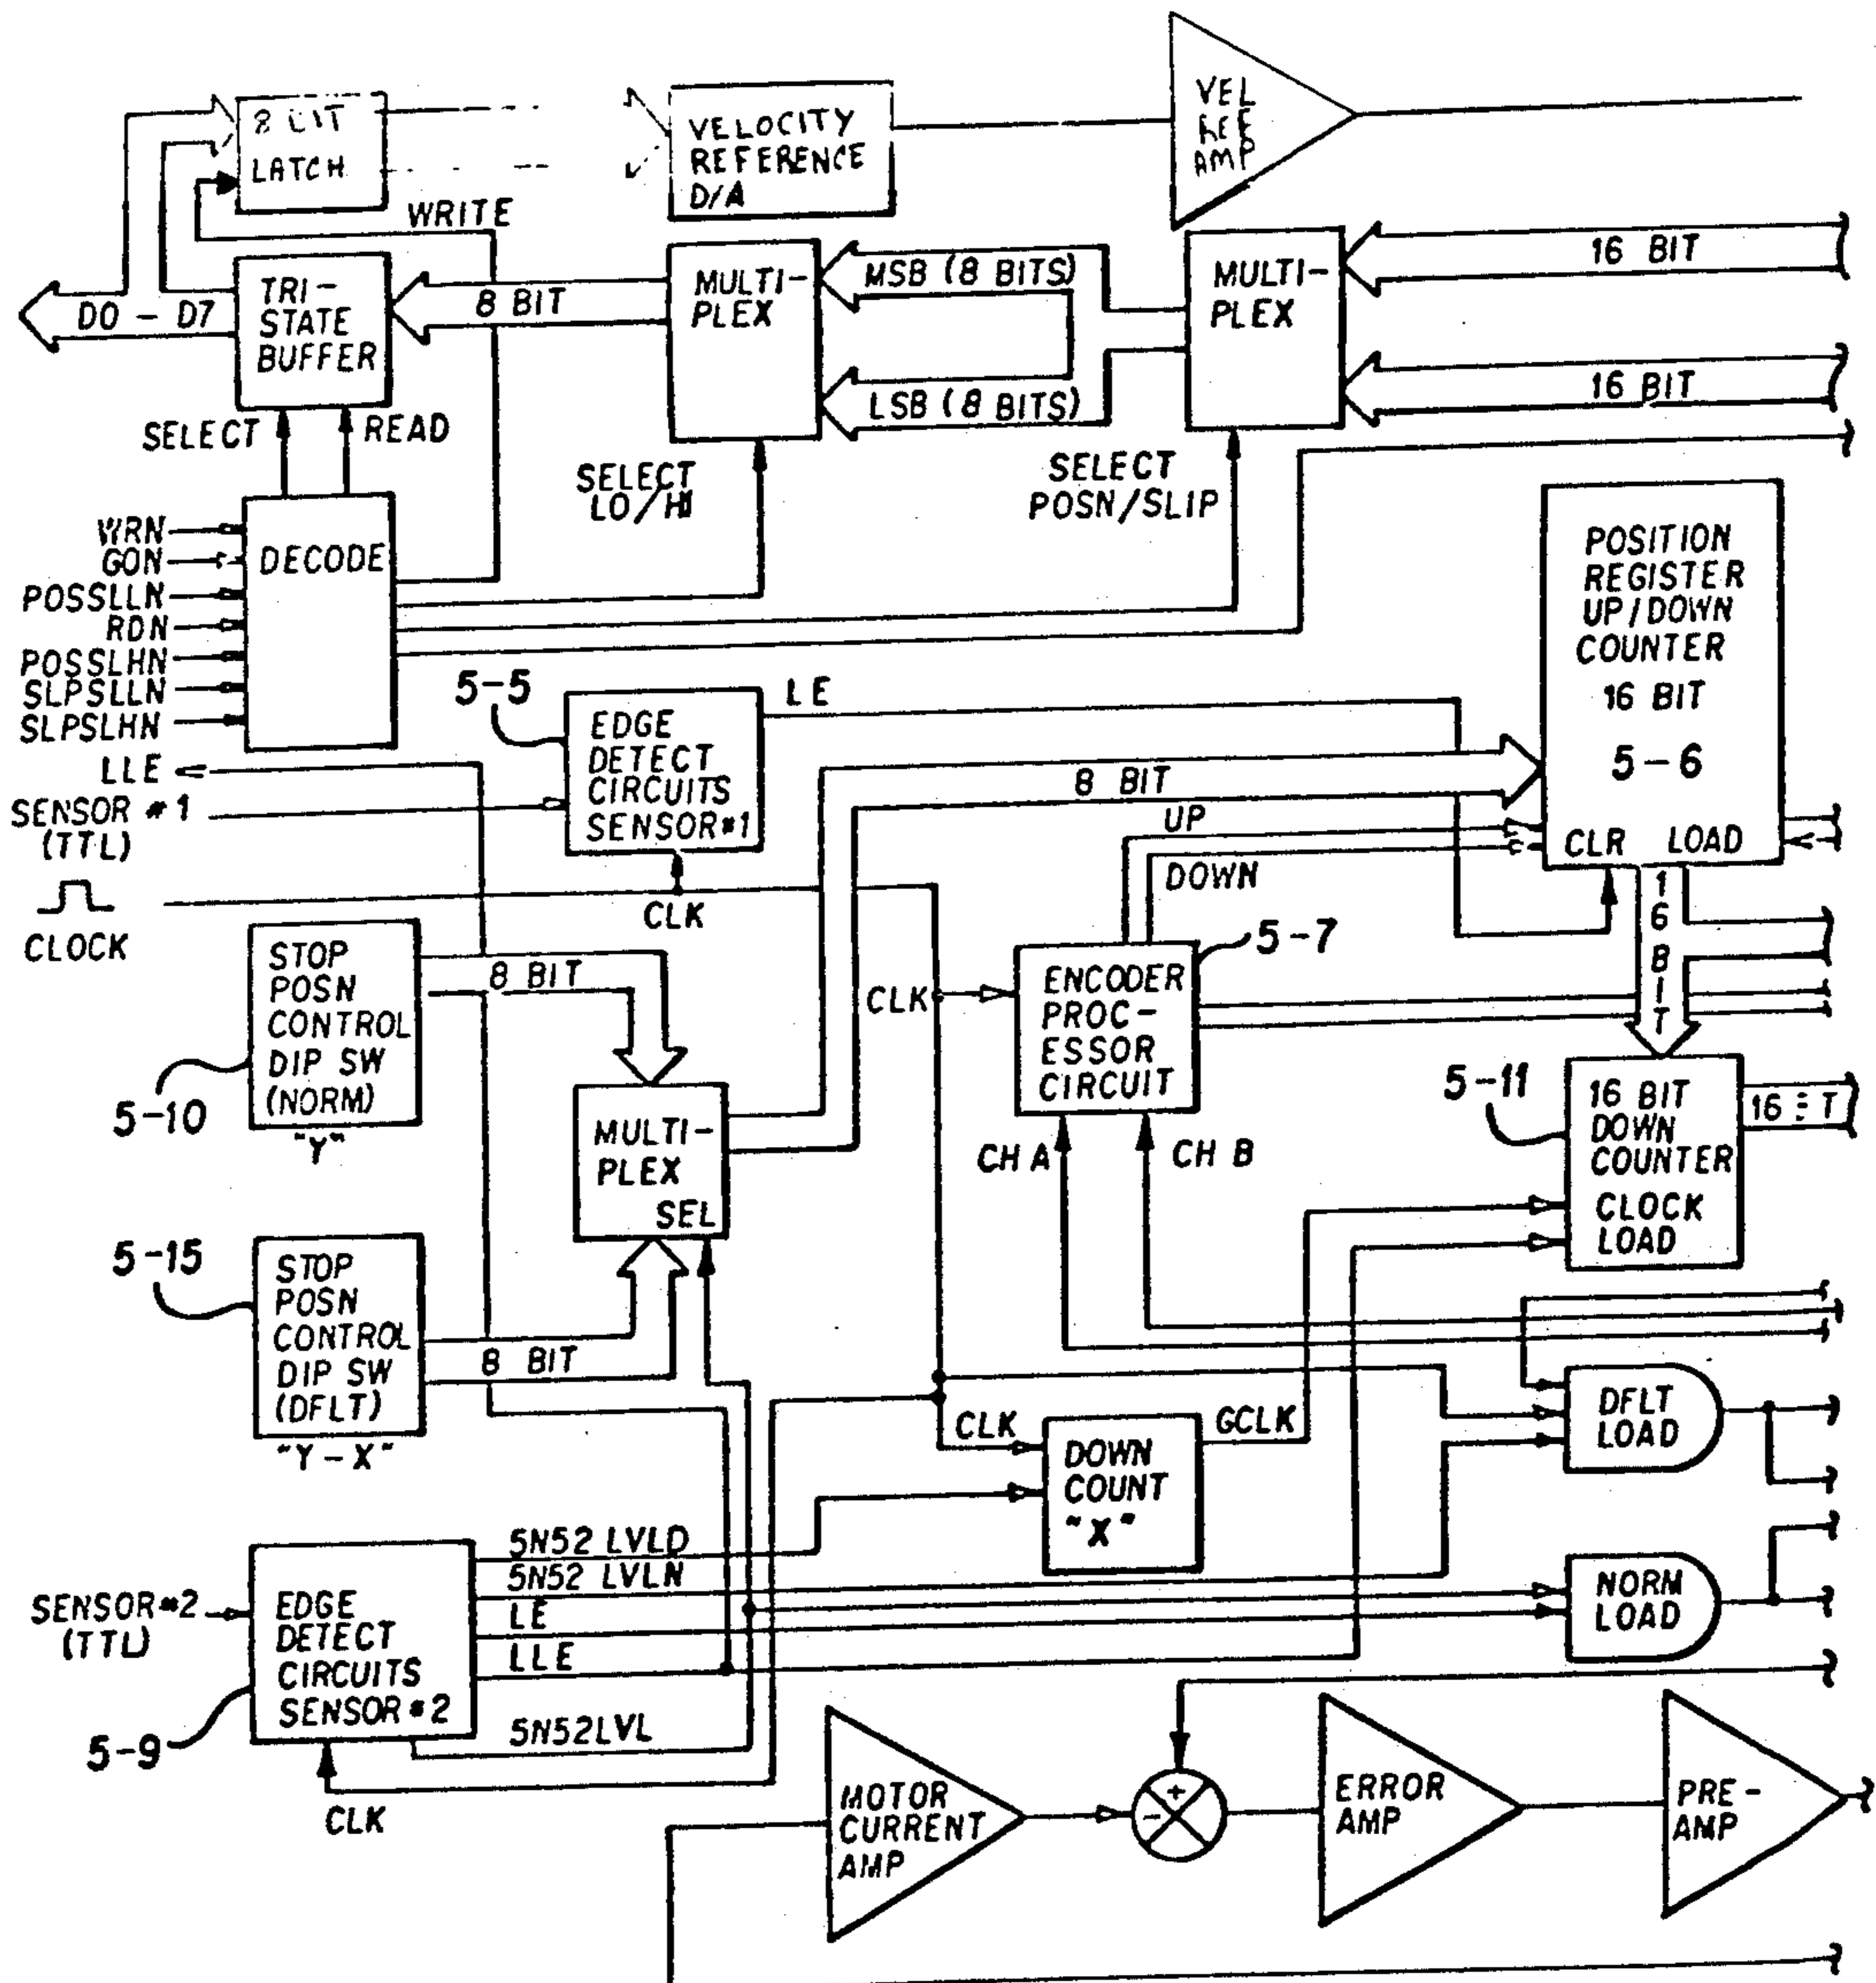 LATCH
VELOCITY
REFERENCE
D/A
VEL
AMP
WRITE
D0 - D7
TRI-
STATE
BUFFER
8 BIT
MULTI-
PLEX
MSB (8 BITS)
LSB (8 BITS)
MULTI-
PLEX
16 BIT
16 BIT
SELECT
READ
SELECT
LO/HI
SELECT
POSN/SLIP
WRN
GON
POSSLLN
RDN
POSSLHN
SLPSLLN
SLPSLHN
DECODE
POSITION
REGISTER
UP/DOWN
COUNTER
16 BIT
5-6
CLR LOAD
LLE
SENSOR #1
(TTL)
CLOCK
5-5
EDGE
DETECT
CIRCUITS
SENSOR#1
LE
CLK
8 BIT
UP
DOWN
16 BIT
STOP
POSN
CONTROL
DIP SW
(NORM)
"Y"
5-10
8 BIT
MULTI-
PLEX
SEL
CLK
ENCODER
PROC-
ESSOR
CIRCUIT
5-7
CH A
CH B
5-11
16 BIT
DOWN
COUNTER
CLOCK
LOAD
16
5-15
STOP
POSN
CONTROL
DIP SW
(DFLT)
"Y-X"
8 BIT
CLK
DOWN
COUNT
"X"
GCLK
DFLT
LOAD
SENSOR#2
(TTL)
EDGE
DETECT
CIRCUITS
SENSOR#2
5-9
SN52 LVLD
SN52 LVLN
LE
LLE
SN52LVL
CLK
NORM
LOAD
MOTOR
CURRENT
AMP
+
-
ERROR
AMP
PRE-
AMP